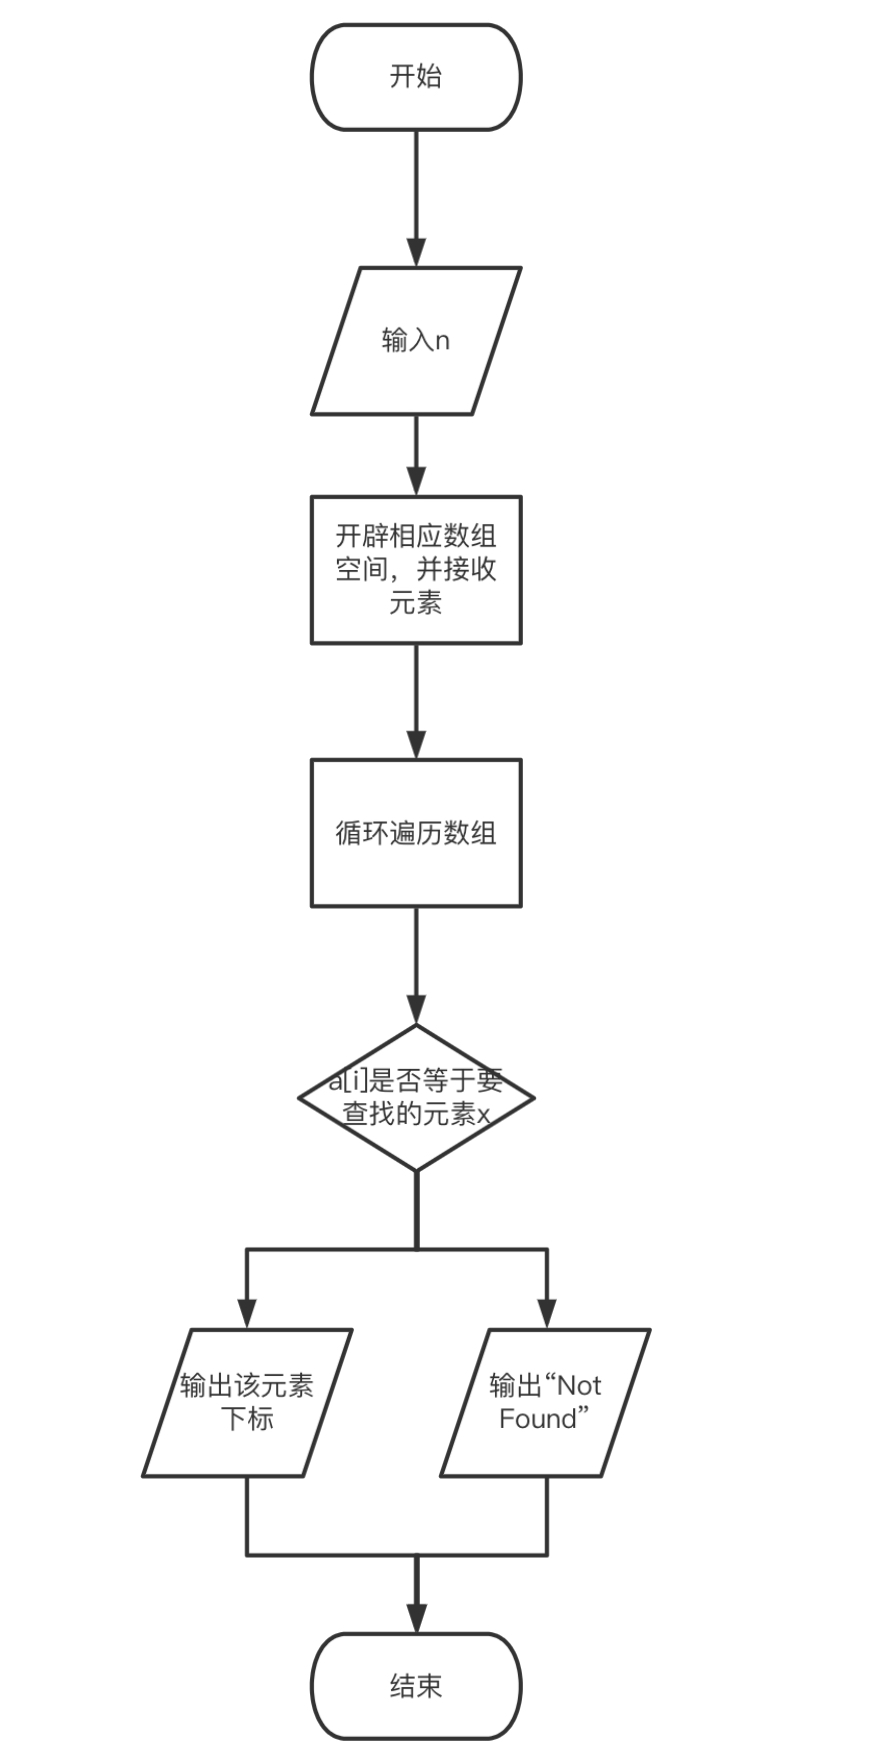 开始
输入n
开辟相应数组
空间，并接收
元素
循环遍历数组
a[i]是否等于要
查找的元素x
输出该元素
下标
输出“Not
Found”
结束